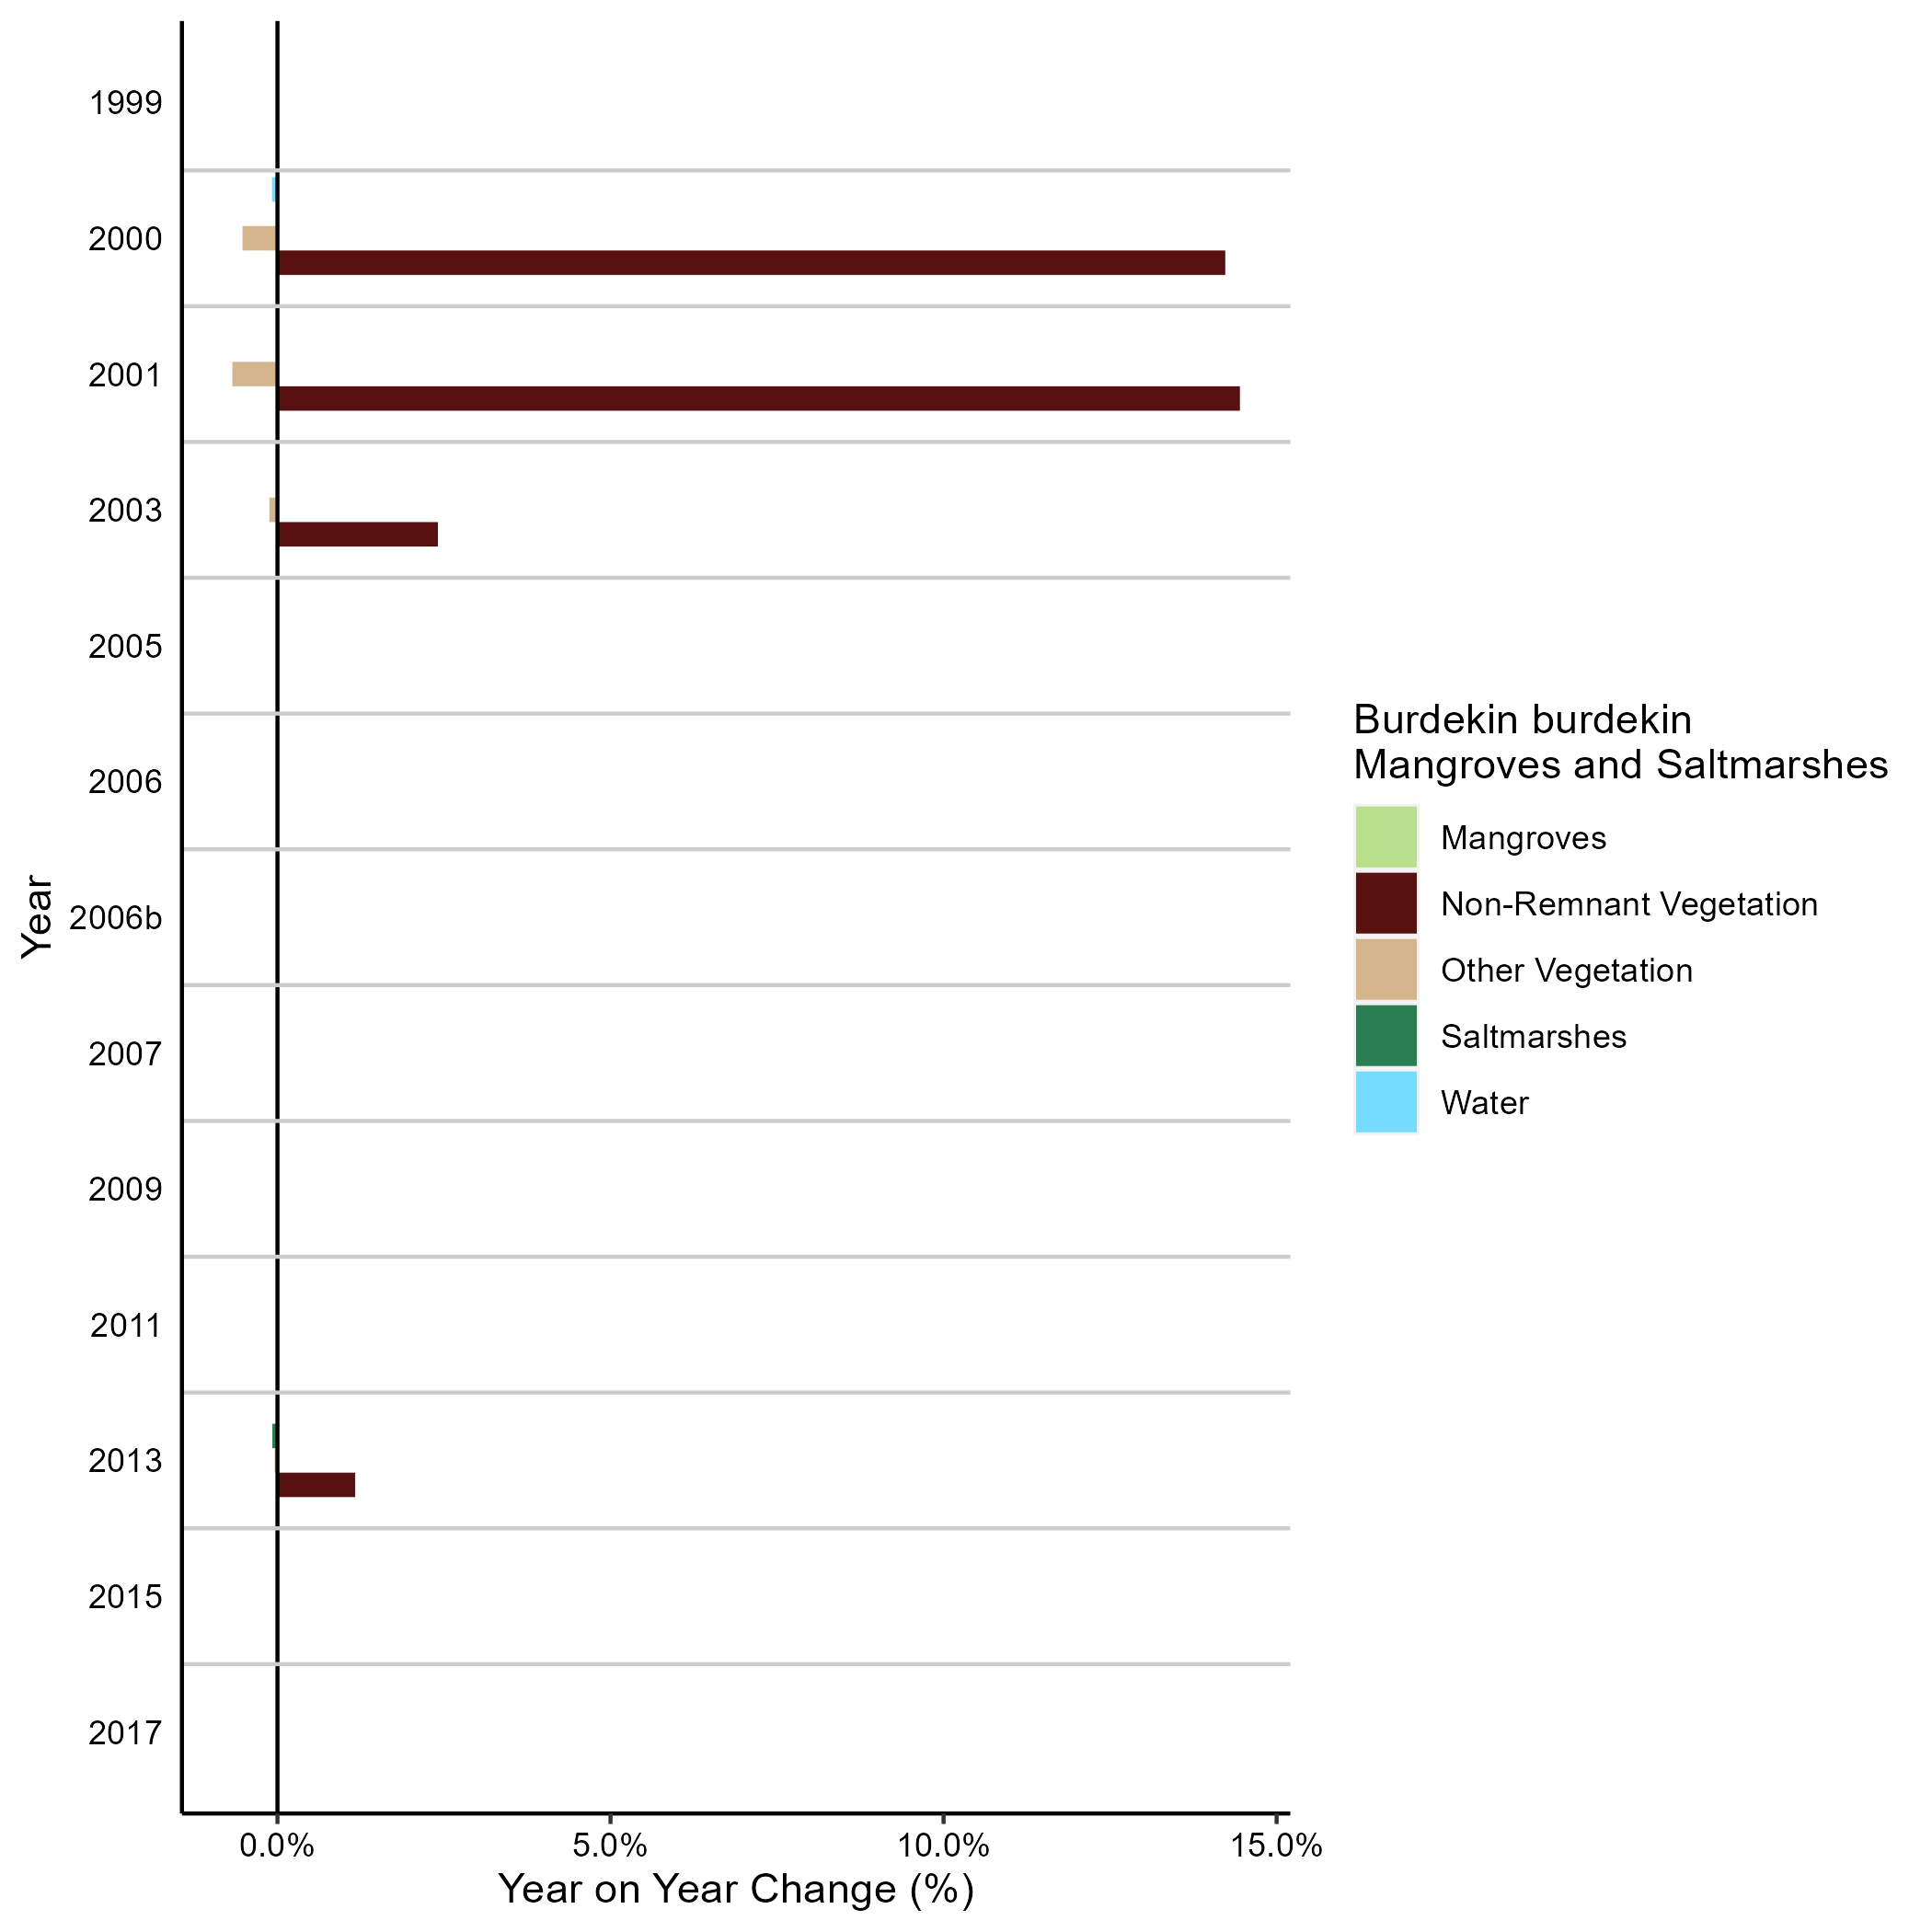 1999
2000
2001
2003
2005
2006
2006b
2007
2009
2011
2013
2015
2017
Year
0.0%
5.0%
10.0%
15.0%
Year on Year Change (%)
Burdekin burdekin
Mangroves and Saltmarshes
Mangroves
Non-Remnant Vegetation
Other Vegetation
Saltmarshes
Water